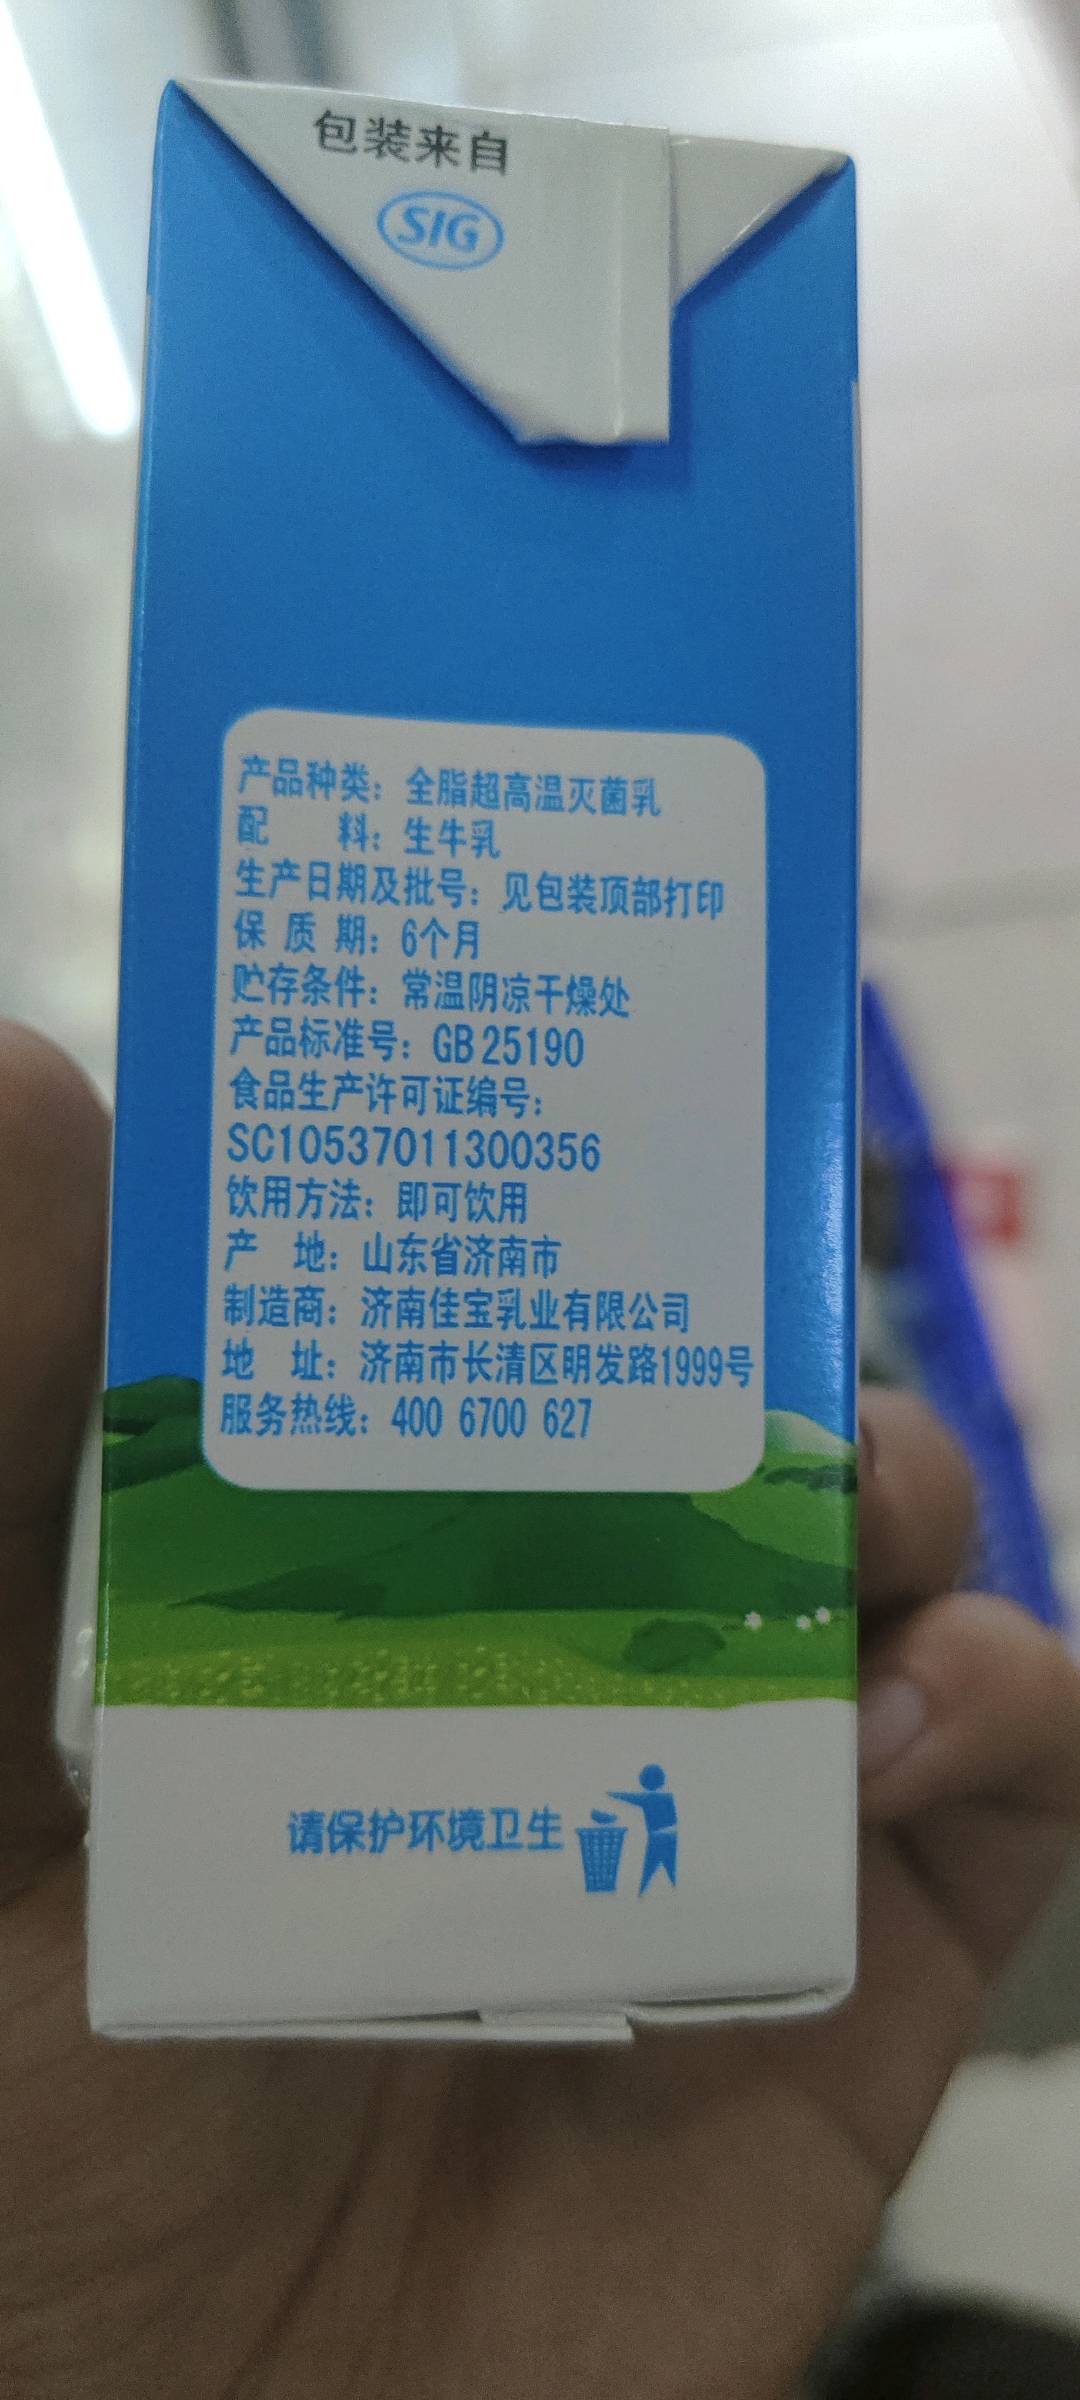 包装来自
SIG
产品种类：全脂超高温灭菌乳
配　　料：生牛乳
生产日期及批号：见包装顶部打印
保 质 期：6个月
贮存条件：常温阴凉干燥处
产品标准号：GB 25190
食品生产许可证编号：
SC10537011300356
饮用方法：即可饮用
产　地：山东省济南市
制造商：济南佳宝乳业有限公司
地　址：济南市长清区明发路1999号
服务热线：400 6700 627
请保护环境卫生